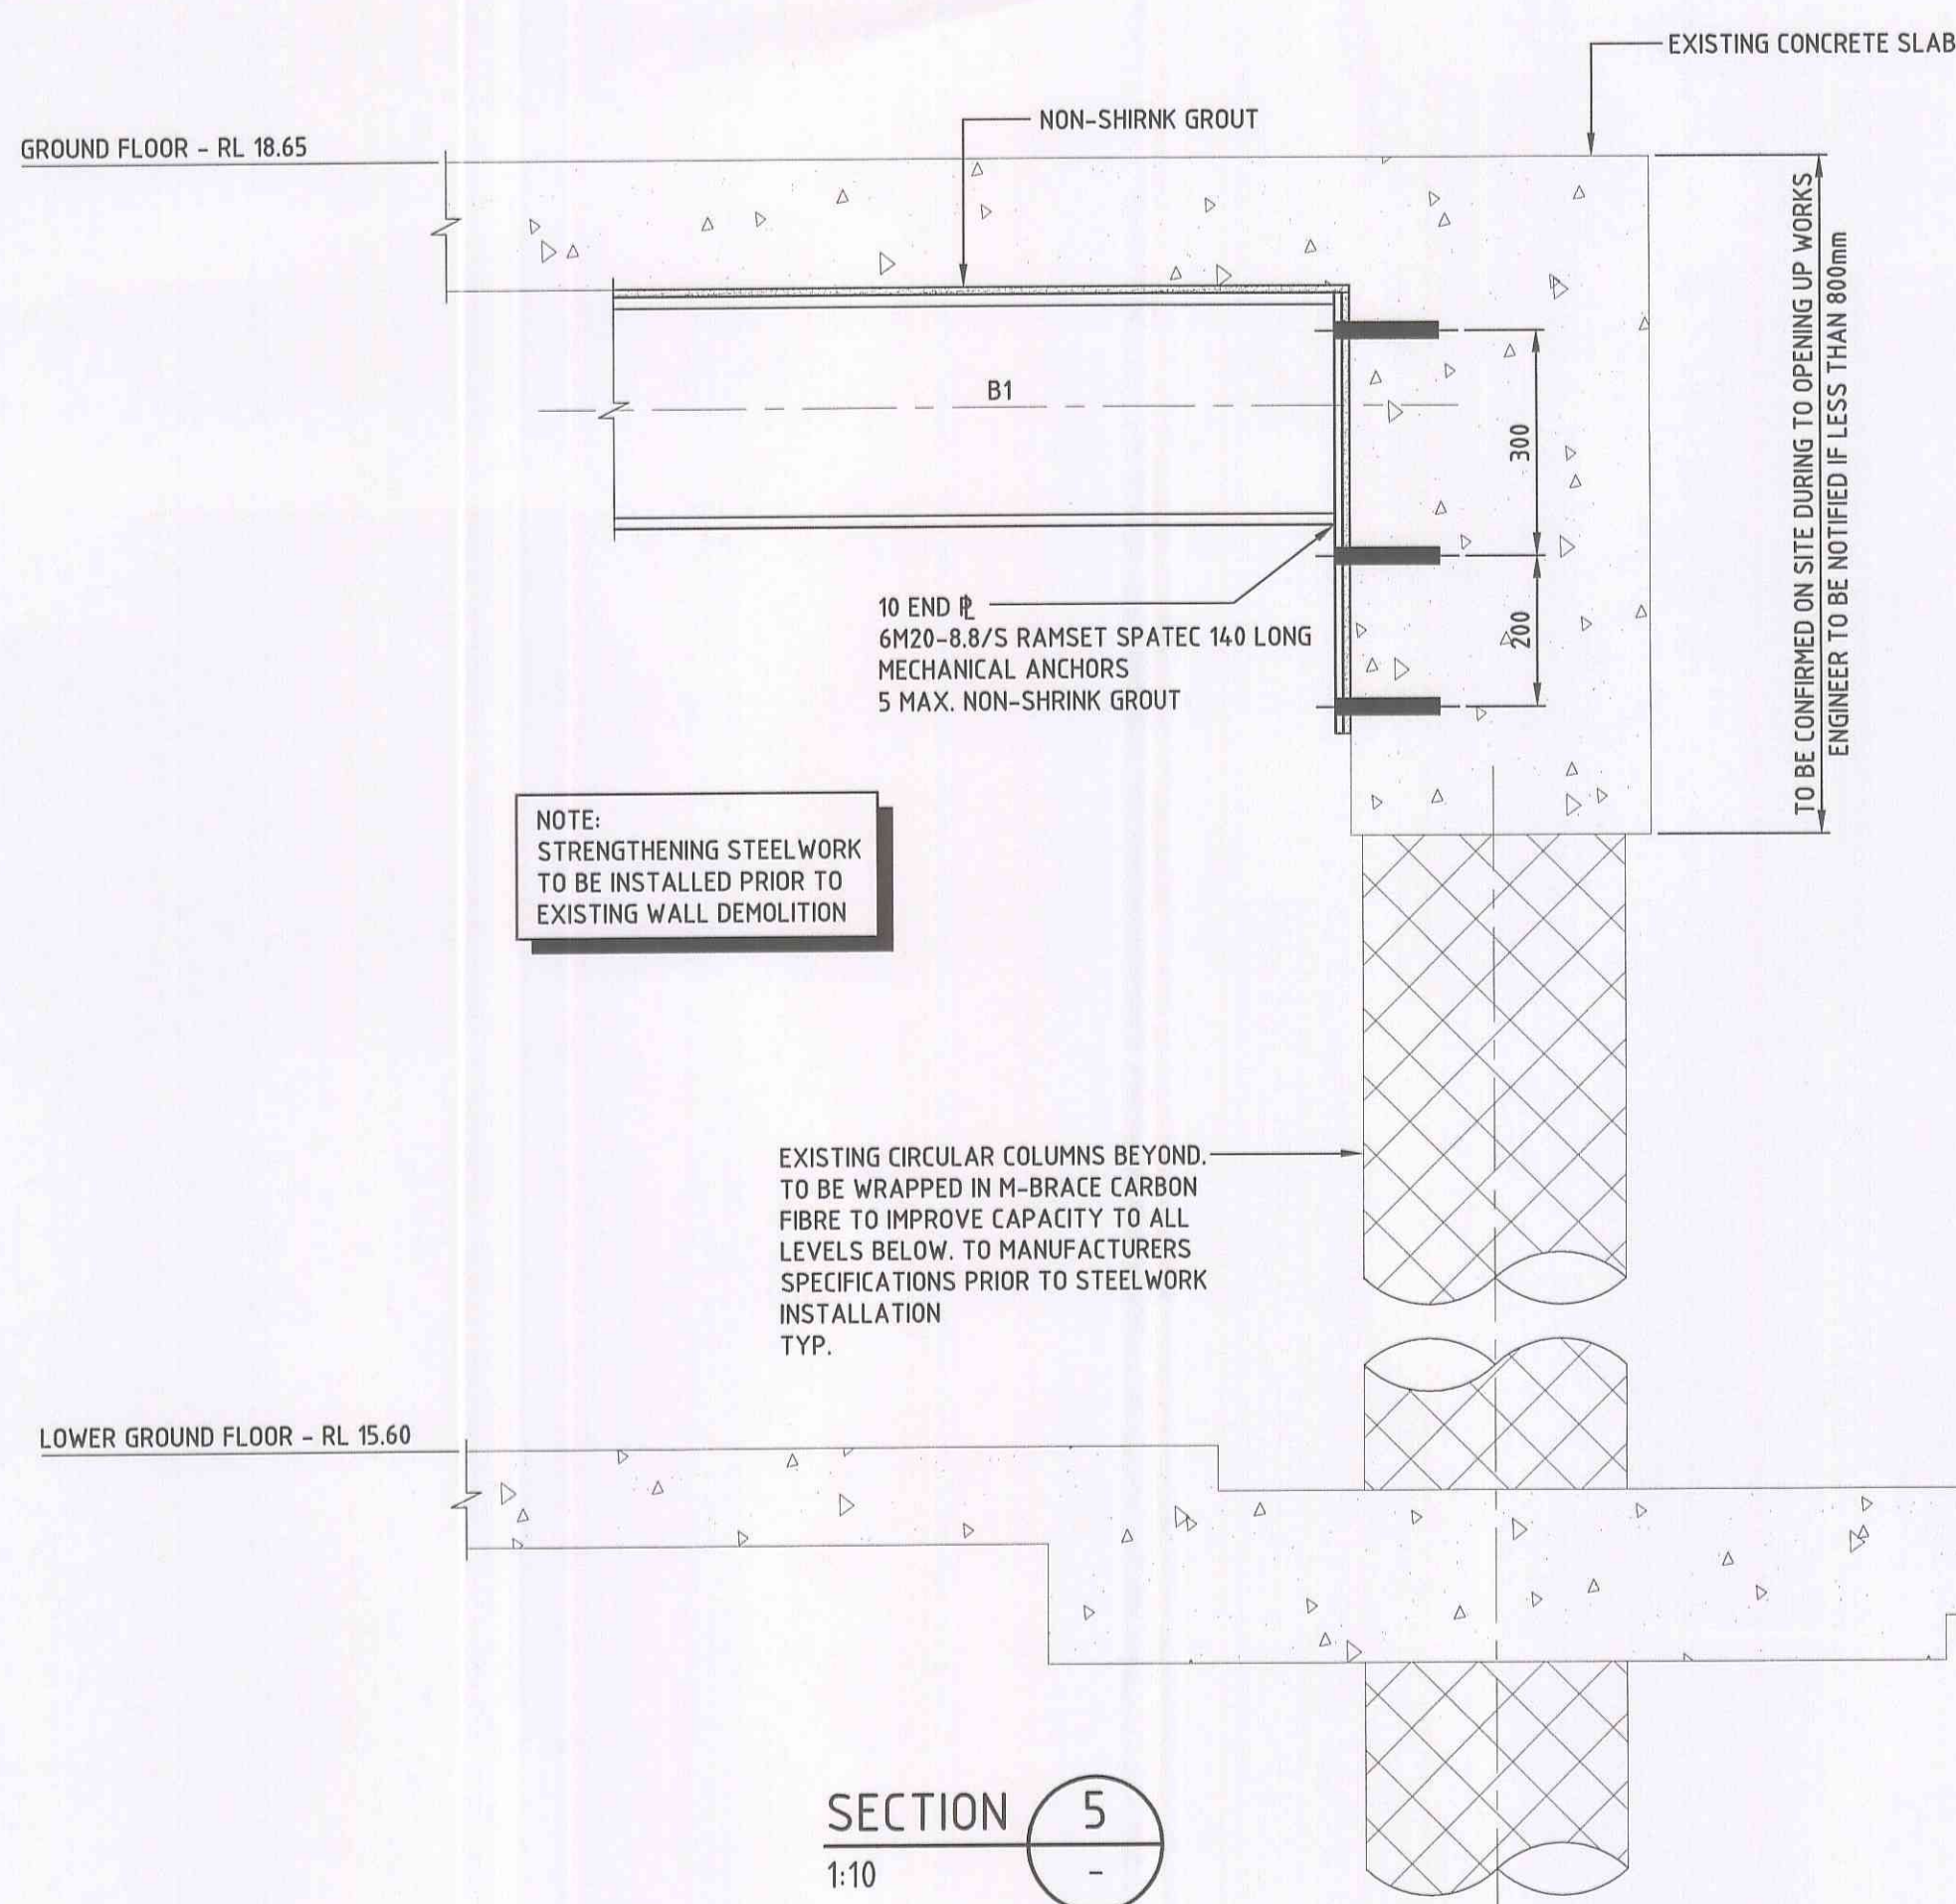 EXISTING CONCRETE SLAB
NON-SHIRNK GROUT
GROUND FLOOR - RL 18.65
TO BE CONFIRMED ON SITE DURING TO OPENING UP WORKS
ENGINEER TO BE NOTIFIED IF LESS THAN 800mm
B1
300
200
10 END ⅊
6M20-8.8/S RAMSET SPATEC 140 LONG
MECHANICAL ANCHORS
5 MAX. NON-SHRINK GROUT
NOTE:
STRENGTHENING STEELWORK
TO BE INSTALLED PRIOR TO
EXISTING WALL DEMOLITION
EXISTING CIRCULAR COLUMNS BEYOND.
TO BE WRAPPED IN M-BRACE CARBON
FIBRE TO IMPROVE CAPACITY TO ALL
LEVELS BELOW. TO MANUFACTURERS
SPECIFICATIONS PRIOR TO STEELWORK
INSTALLATION
TYP.
LOWER GROUND FLOOR - RL 15.60
SECTION 5
1:10 -